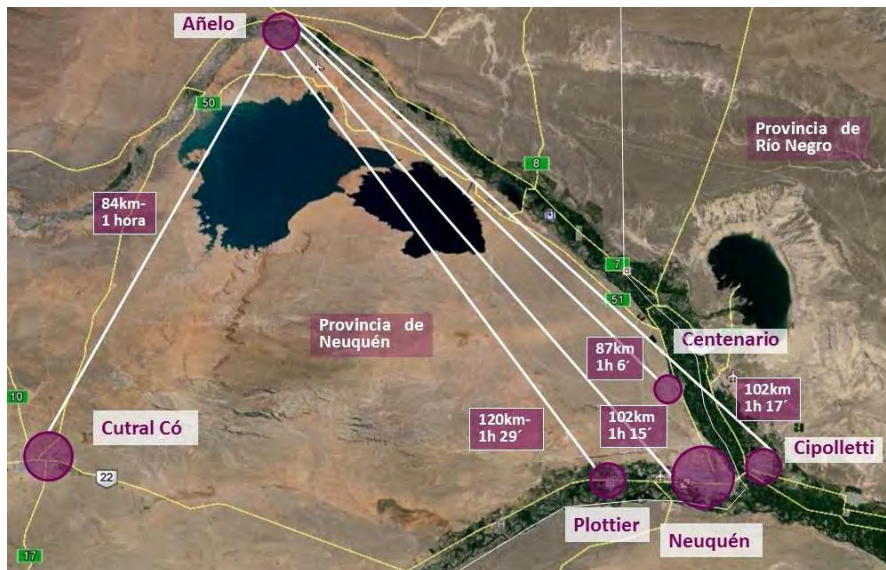 Añelo
50
Provincia de
Río Negro
8
84km-
1 hora
7
51
Provincia de
Neuquén
Centenario
87km
1h 6´
10
102km
1h 17´
Cutral Có
120km-
1h 29´
102km
1h 15´
Cipolletti
22
Plottier
Neuquén
17